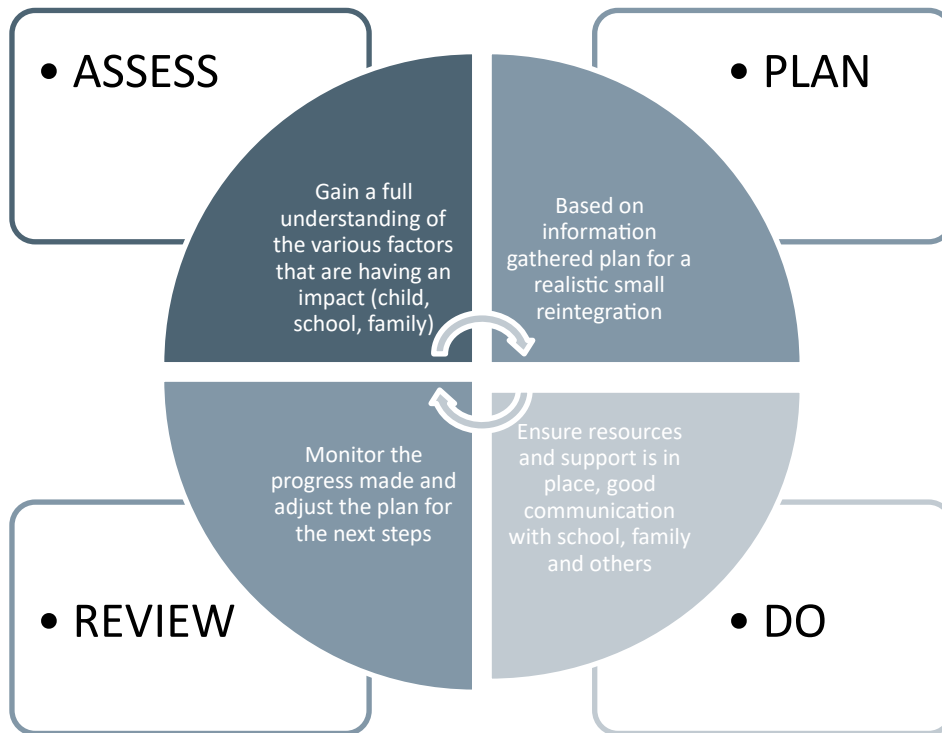 • ASSESS
Gain a full
understanding of
the various factors
that are having an
impact (child,
school, family)
• PLAN
Based on
information
gathered plan for a
realistic small
reintegration
• DO
Ensure resources
and support is in
place, good
communication
with school, family
and others
• REVIEW
Monitor the
progress made and
adjust the plan for
the next steps